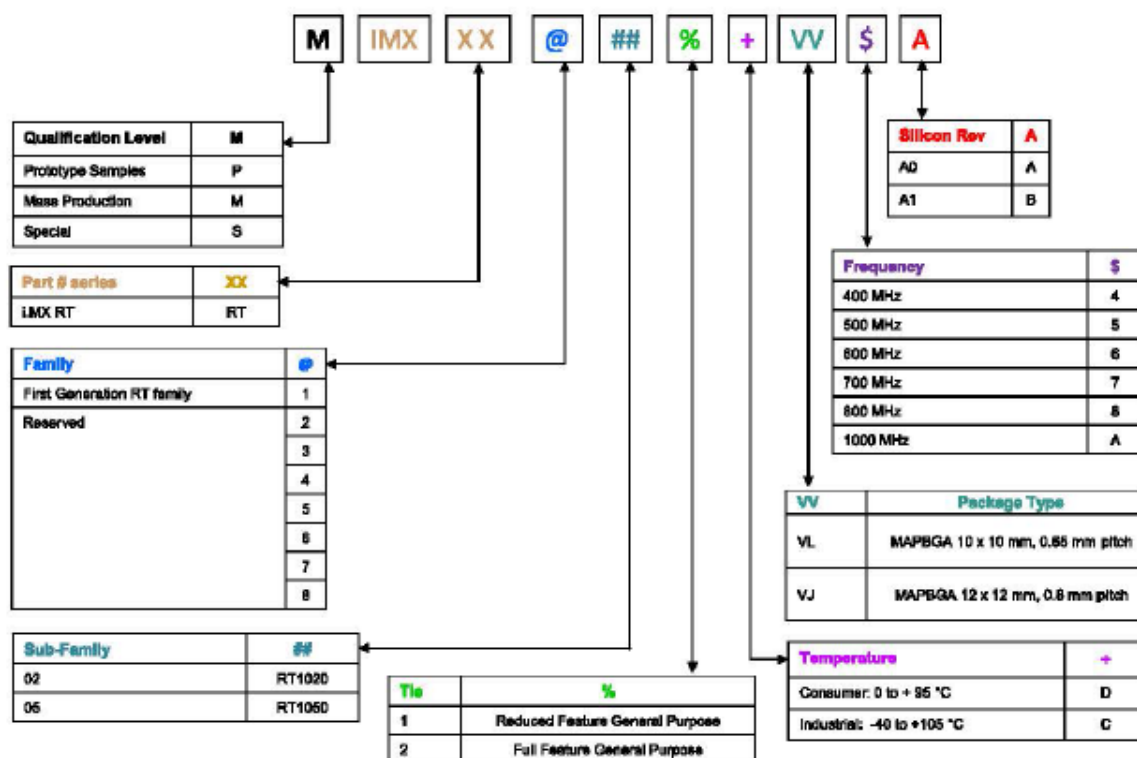 M IMX XX @ ## % + VV $ A
Qualification Level M
Prototype Samples P
Mass Production M
Special S
Part # series XX
i.MX RT RT
Family @
First Generation RT family 1
Reserved 2
3
4
5
6
7
8
Sub-Family ##
02 RT1020
05 RT1050
Tie %
1 Reduced Feature General Purpose
2 Full Feature General Purpose
Temperature +
Consumer: 0 to + 95 °C D
Industrial: -40 to +105 °C C
VV Package Type
VL MAPBGA 10 x 10 mm, 0.65 mm pitch
VJ MAPBGA 12 x 12 mm, 0.8 mm pitch
Frequency $
400 MHz 4
500 MHz 5
600 MHz 6
700 MHz 7
800 MHz 8
1000 MHz A
Silicon Rev A
A0 A
A1 B